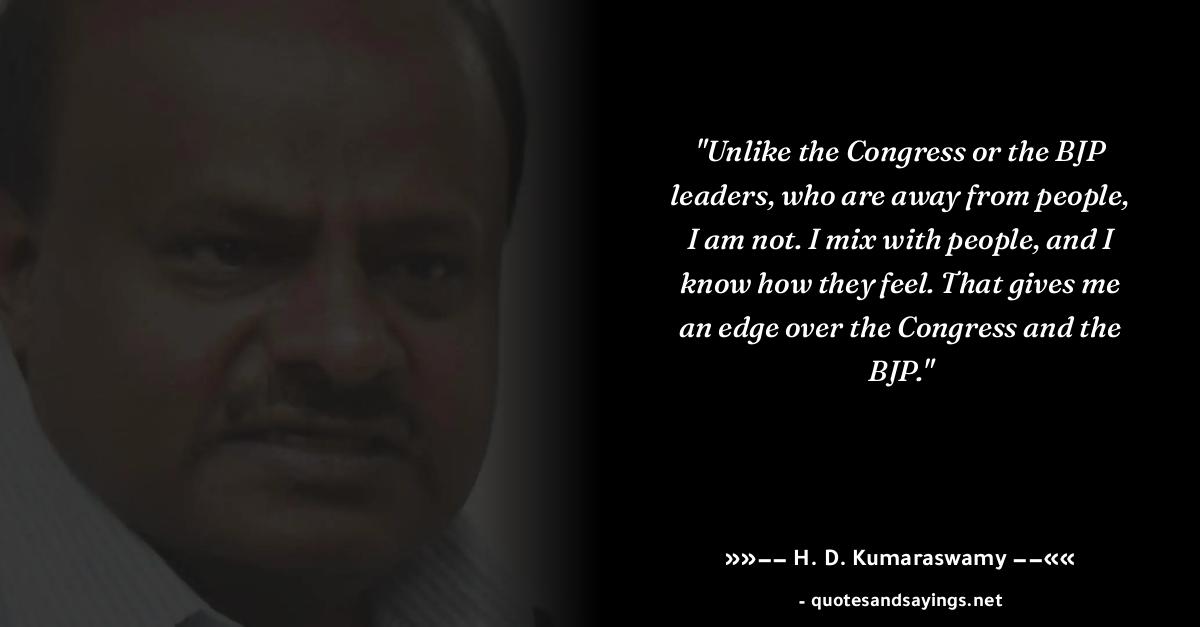 "Unlike the Congress or the BJP
leaders, who are away from people,
I am not. I mix with people, and I
know how they feel. That gives me
an edge over the Congress and the
BJP."
»»−− H. D. Kumaraswamy −−««
- quotesandsayings.net